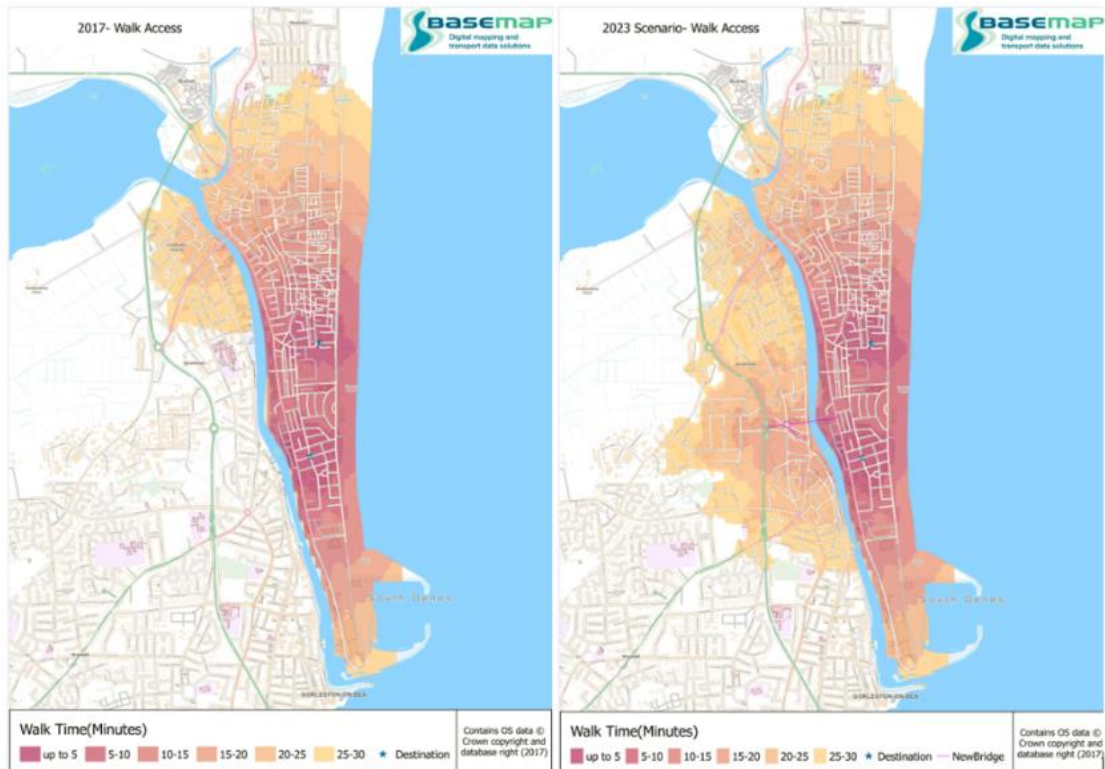 2017- Walk Access
BASEMAP
Digital mapping and
transport data solutions
South Denes
GORLESTON-ON-SEA
Walk Time(Minutes)
up to 5
5-10
10-15
15-20
20-25
25-30
Destination
Contains OS data ©
Crown copyright and
database right (2017)
2023 Scenario- Walk Access
BASEMAP
Digital mapping and
transport data solutions
South Denes
GORLESTON-ON-SEA
Walk Time(Minutes)
up to 5
5-10
10-15
15-20
20-25
25-30
Destination
NewBridge
Contains OS data ©
Crown copyright and
database right (2017)